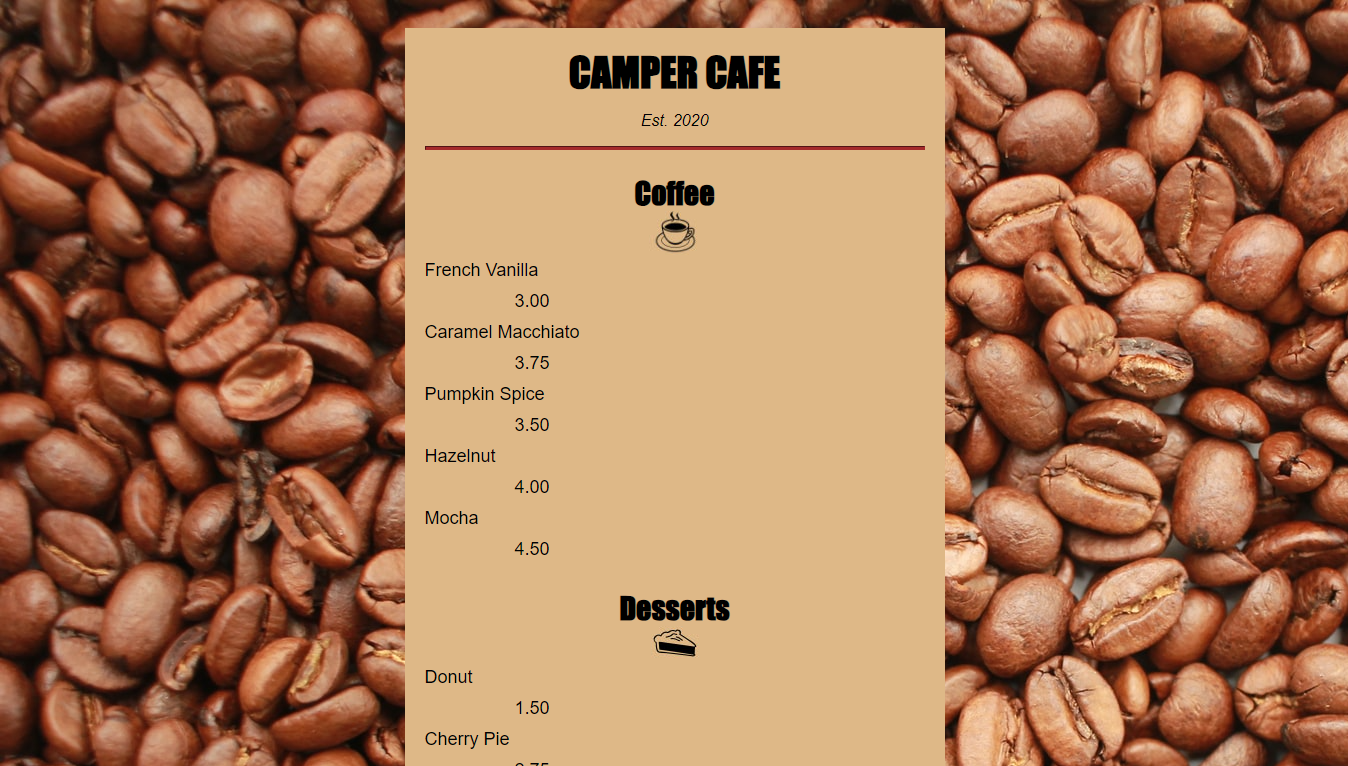 CAMPER CAFE
Est. 2020
Coffee
French Vanilla
3.00
Caramel Macchiato
3.75
Pumpkin Spice
3.50
Hazelnut
4.00
Mocha
4.50
Desserts
Donut
1.50
Cherry Pie